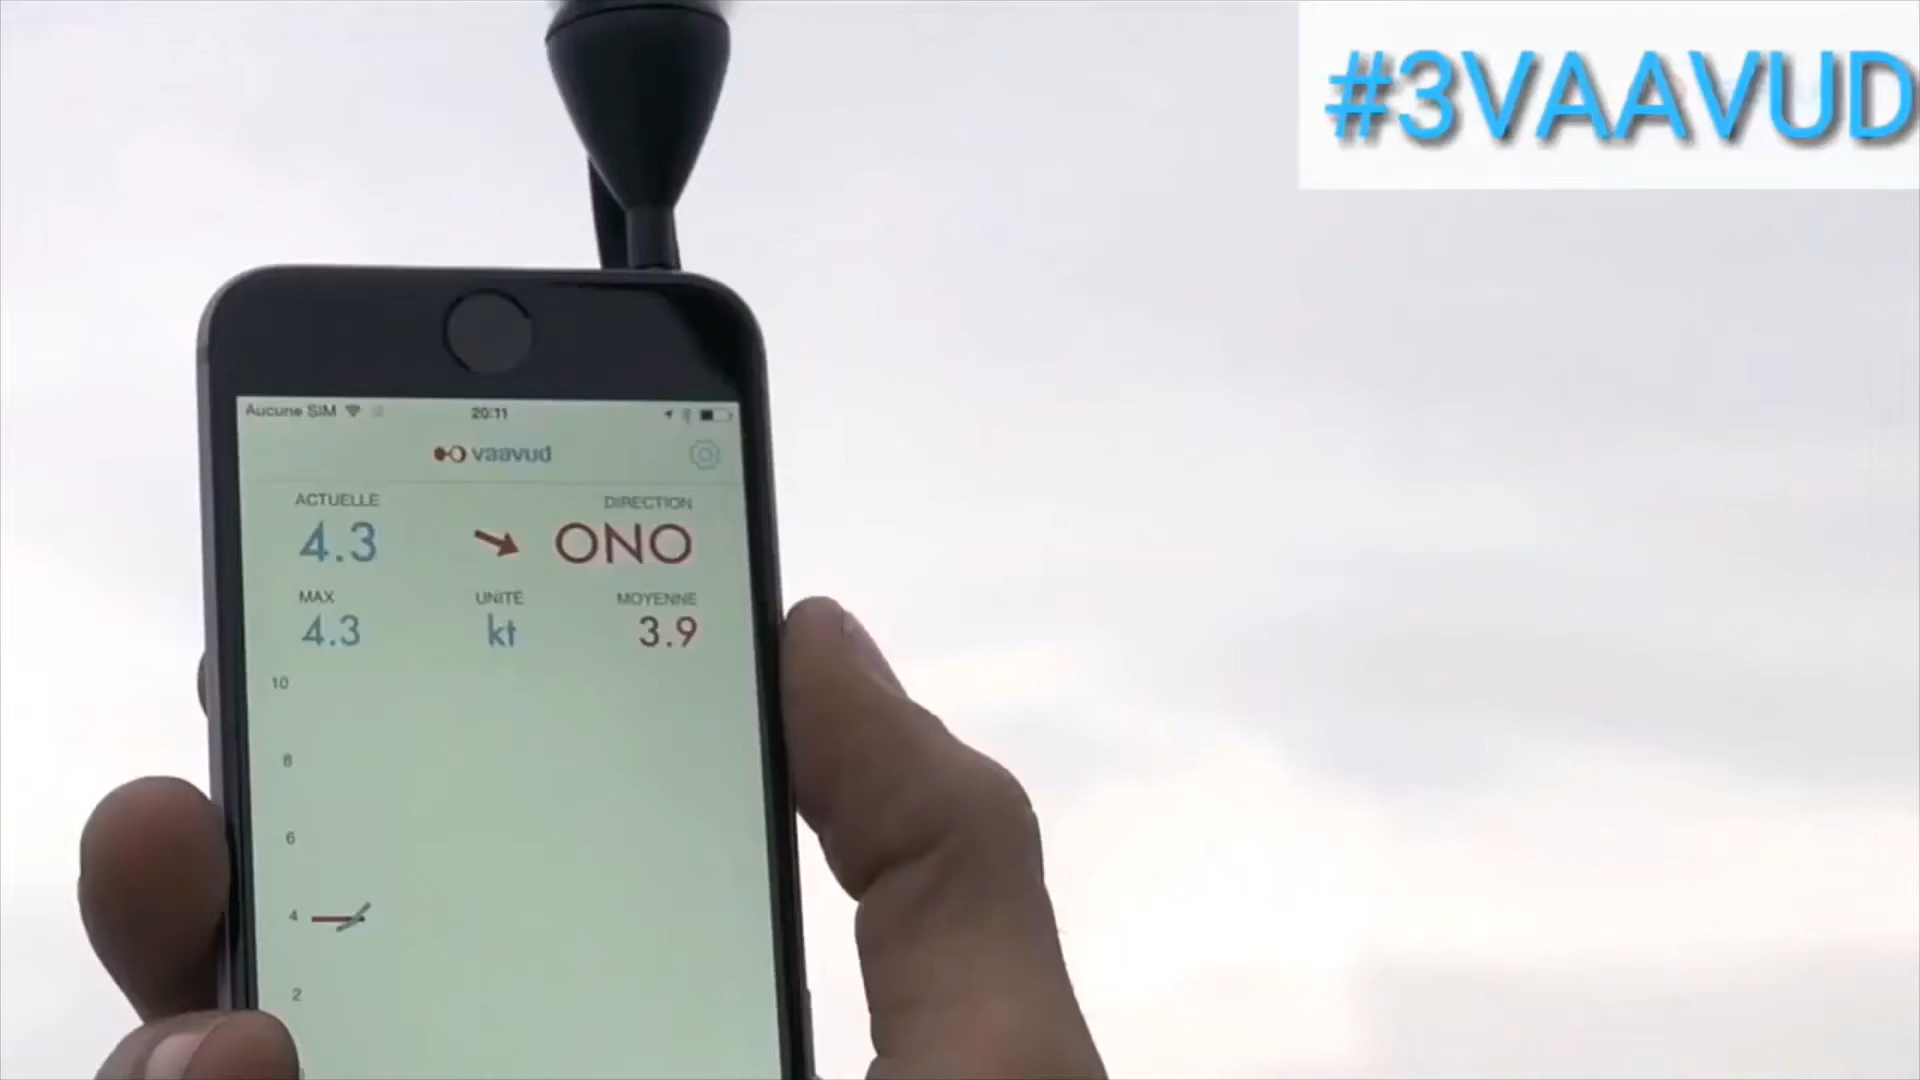 #3VAAVUD
Aucune SIM 20:11
vaavud
ACTUELLE DIRECTION
4.3 ONO
MAX UNITÉ MOYENNE
4.3 kt 3.9
10
8
6
4
2